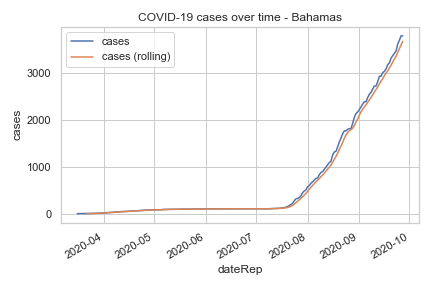 COVID-19 cases over time - Bahamas
cases
cases (rolling)
3000
2000
1000
0
cases
2020-04
2020-05
2020-06
2020-07
2020-08
2020-09
2020-10
dateRep